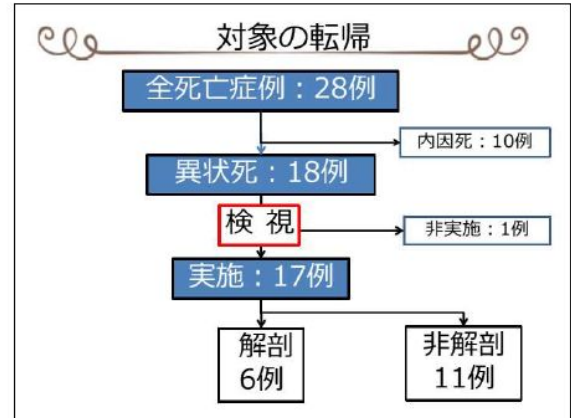 対象の転帰
全死亡症例：28例
内因死：10例
異状死：18例
検 視
非実施：1例
実施：17例
解剖
6例
非解剖
11例